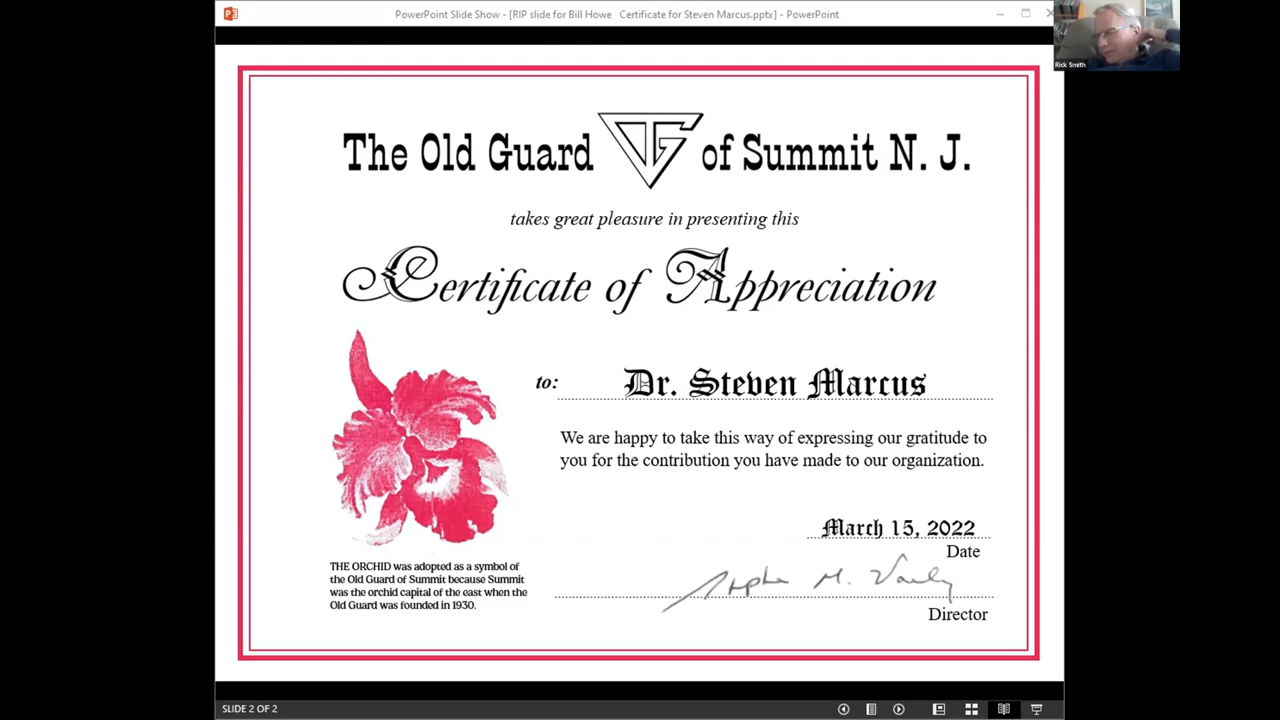 PowerPoint Slide Show - [RIP slide for Bill Howe Certificate for Steven Marcus.pptx] - PowerPoint
Rick Smith
The Old Guard of Summit N. J.
takes great pleasure in presenting this
Certificate of Appreciation
to: Dr. Steven Marcus
We are happy to take this way of expressing our gratitude to
you for the contribution you have made to our organization.
March 15, 2022
Date
Director
THE ORCHID was adopted as a symbol of
the Old Guard of Summit because Summit
was the orchid capital of the east when the
Old Guard was founded in 1930.
SLIDE 2 OF 2